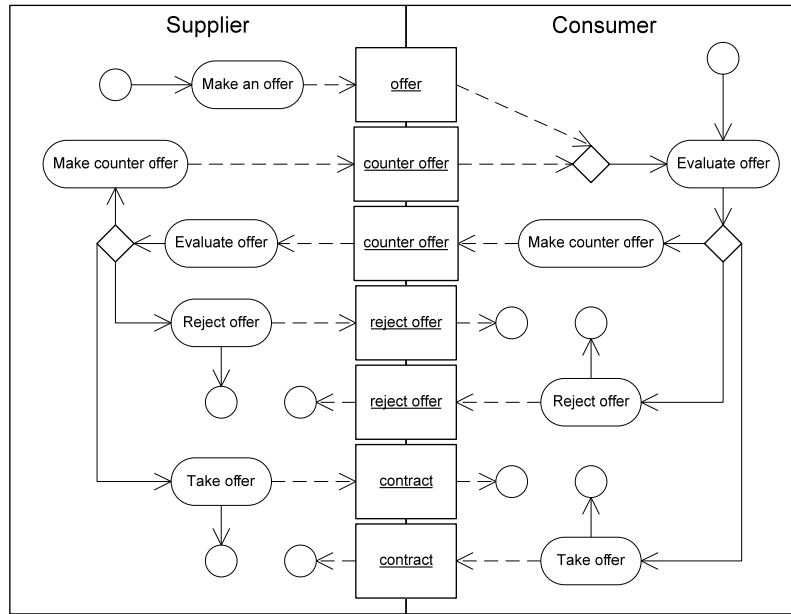 Supplier
Consumer
Make an offer
offer
Make counter offer
counter offer
Evaluate offer
Evaluate offer
counter offer
Make counter offer
Reject offer
reject offer
reject offer
Reject offer
Take offer
contract
contract
Take offer